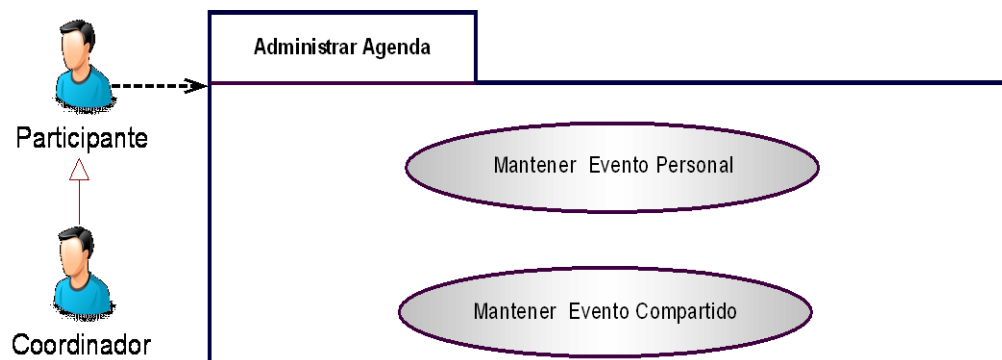 Administrar Agenda
Participante
Mantener Evento Personal
Mantener Evento Compartido
Coordinador